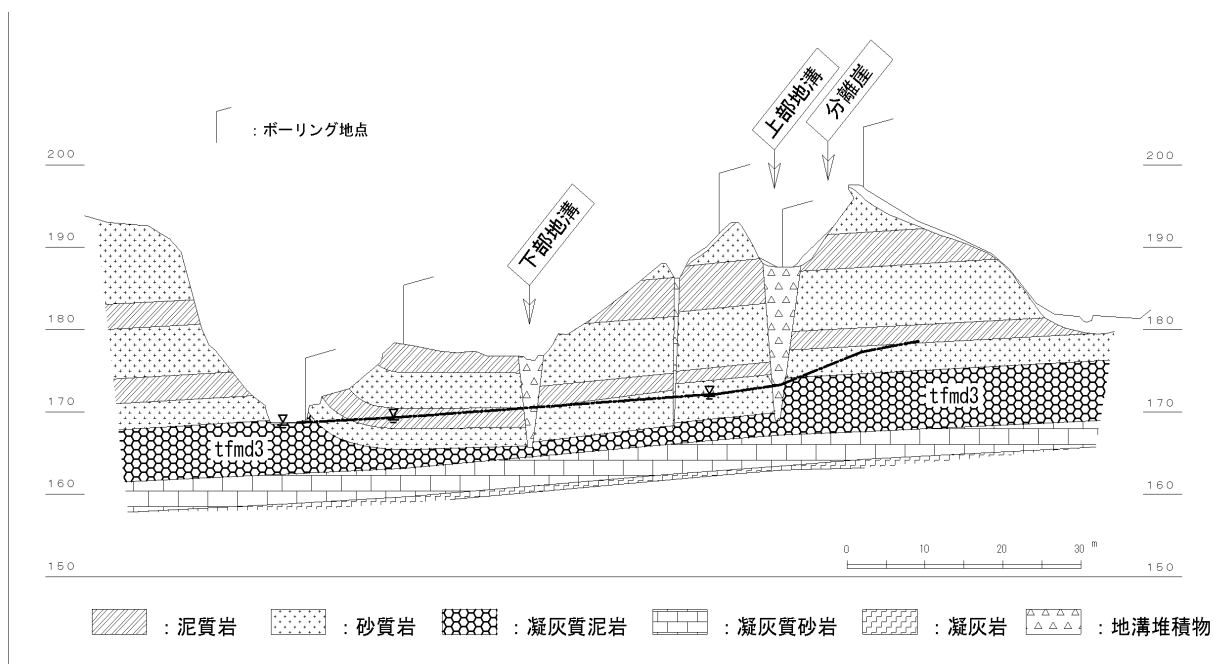 上部地溝
分離崖
：ボーリング地点
200
200
下部地溝
190
190
180
180
170
170
tfmd3
tfmd3
160
160
0 10 20 30 m
150
150
：泥質岩 ：砂質岩 ：凝灰質泥岩 ：凝灰質砂岩 ：凝灰岩 ：地溝堆積物